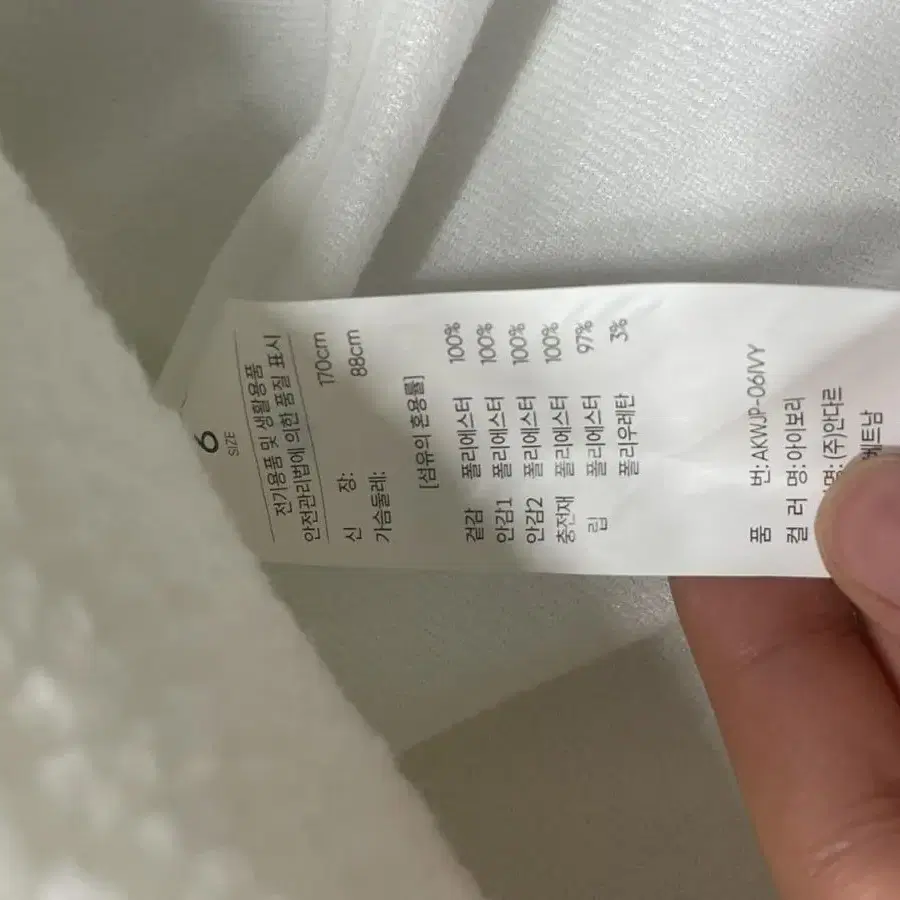 6
SIZE
전기용품 및 생활용품
안전관리법에 의한 품질 표시
신 장: 170cm
가슴둘레: 88cm
[섬유의 혼용률]
겉감 폴리에스터 100%
안감1 폴리에스터 100%
안감2 폴리에스터 100%
충전재 폴리에스터 100%
립 폴리에스터 97%
폴리우레탄 3%
품 번: AKWJP-06IVY
컬 러 명: 아이보리
명: (주)안다르
베트남